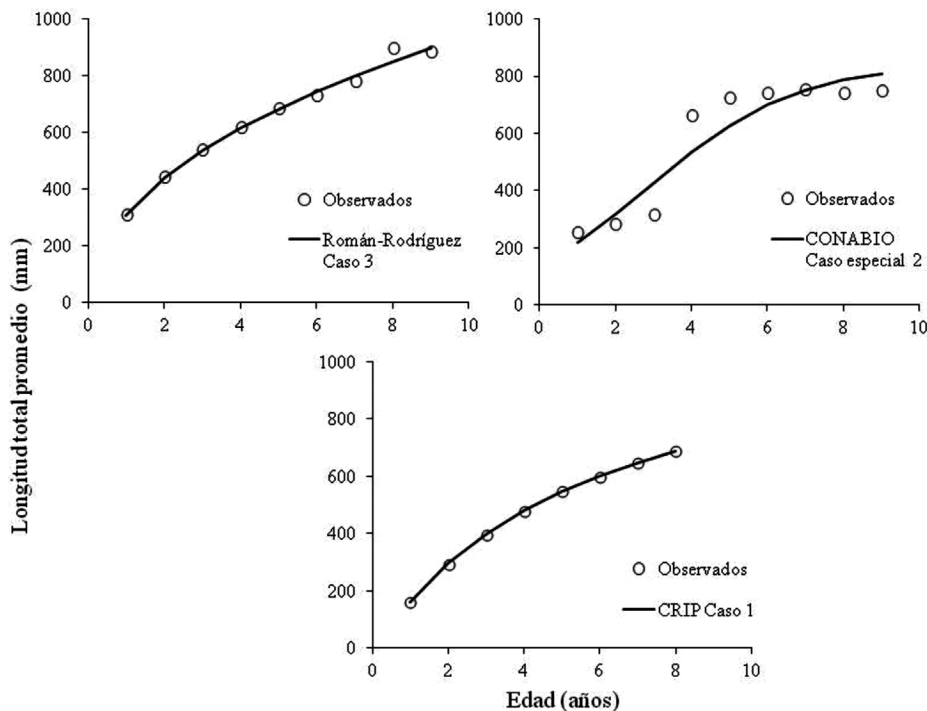 Longitud total promedio (mm)
1000
800
600
400
200
0
0 2 4 6 8 10
Observados
Román-Rodríguez
Caso 3
1000
800
600
400
200
0
0 2 4 6 8 10
Observados
CONABIO
Caso especial 2
1000
800
600
400
200
0
0 2 4 6 8 10
Observados
CRIP Caso 1
Edad (años)